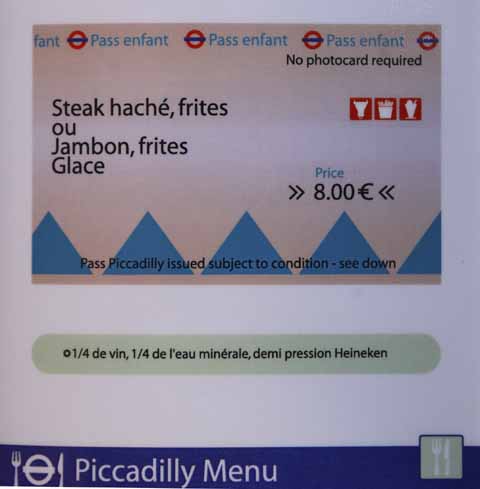 fant Pass enfant Pass enfant Pass enfant
No photocard required
Steak haché, frites
ou
Jambon, frites
Glace
Price
>> 8.00€ <<
Pass Piccadilly issued subject to condition - see down
1/4 de vin, 1/4 de l'eau minérale, demi pression Heineken
Piccadilly Menu